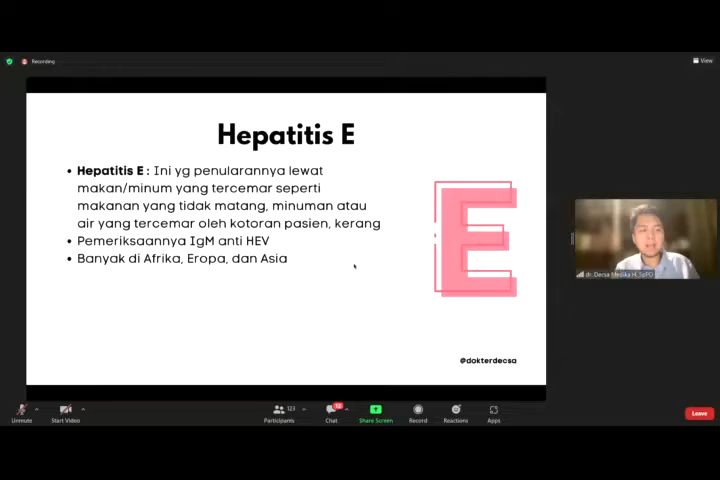 Recording
View
Hepatitis E
• Hepatitis E : Ini yg penularannya lewat
makan/minum yang tercemar seperti
makanan yang tidak matang, minuman atau
air yang tercemar oleh kotoran pasien, kerang
• Pemeriksaannya IgM anti HEV
• Banyak di Afrika, Eropa, dan Asia
E
@dokterdecsa
dr. Decsa Medika H, SpPD
Unmute
Start Video
123
Participants
Chat
Share Screen
Record
Reactions
Apps
Leave